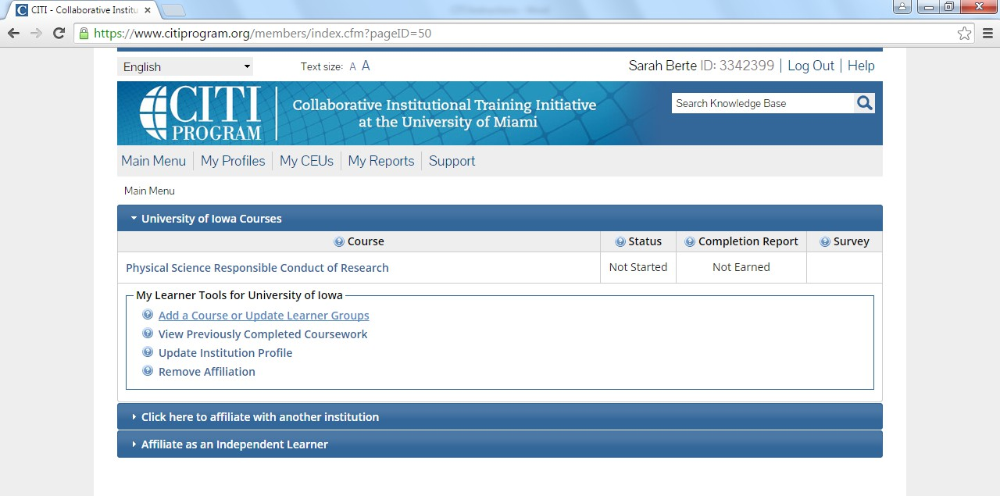 CITI - Collaborative Institu
https://www.citiprogram.org/members/index.cfm?pageID=50
English
Text size: A A
Sarah Berte ID: 3342399 | Log Out | Help
CITI
PROGRAM
Collaborative Institutional Training Initiative
at the University of Miami
Search Knowledge Base
Main Menu
My Profiles
My CEUs
My Reports
Support
Main Menu
University of Iowa Courses
Course
Status
Completion Report
Survey
Physical Science Responsible Conduct of Research
Not Started
Not Earned
My Learner Tools for University of Iowa
Add a Course or Update Learner Groups
View Previously Completed Coursework
Update Institution Profile
Remove Affiliation
Click here to affiliate with another institution
Affiliate as an Independent Learner